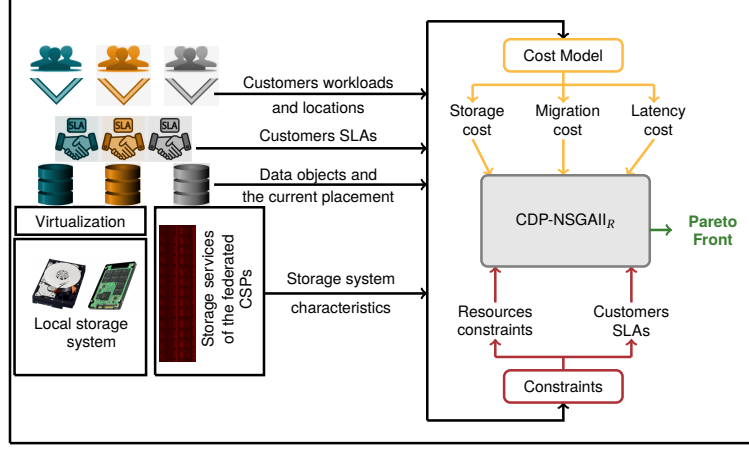 Customers workloads
and locations
SLA
SLA
SLA
Customers SLAs
Data objects and
the current placement
Virtualization
Local storage
system
Storage services
of the federated
CSPs
Storage system
characteristics
Cost Model
Storage
cost
Migration
cost
Latency
cost
CDP-NSGAII_R
Pareto
Front
Resources
constraints
Customers
SLAs
Constraints